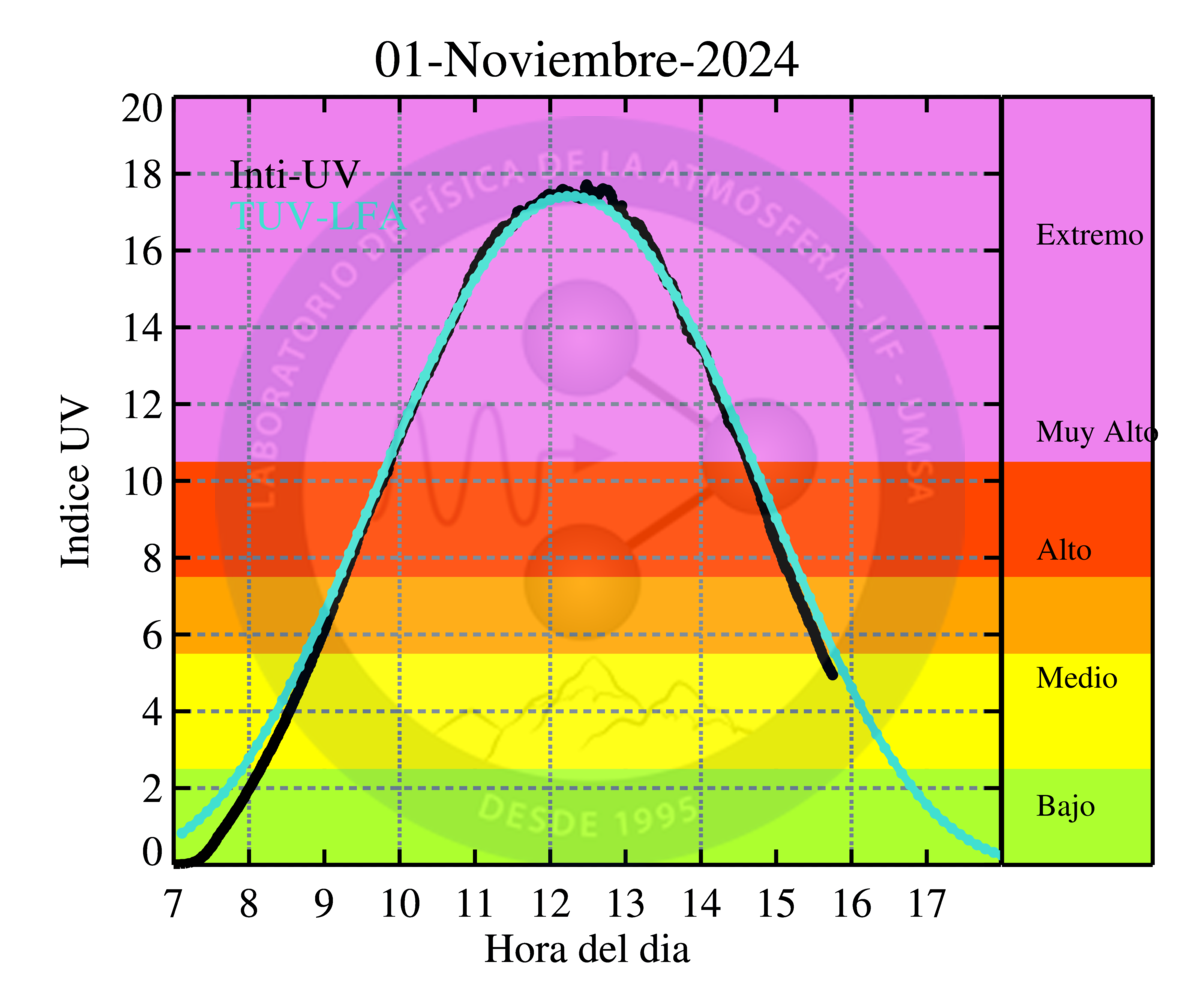 01-Noviembre-2024
20
18
16
14
12
10
8
6
4
2
0
Indice UV
Inti-UV
TUV-LFA
LABORATORIO DE FÍSICA DE LA ATMÓSFERA - IIF - UMSA
DESDE 1995
Extremo
Muy Alto
Alto
Medio
Bajo
7 8 9 10 11 12 13 14 15 16 17
Hora del dia